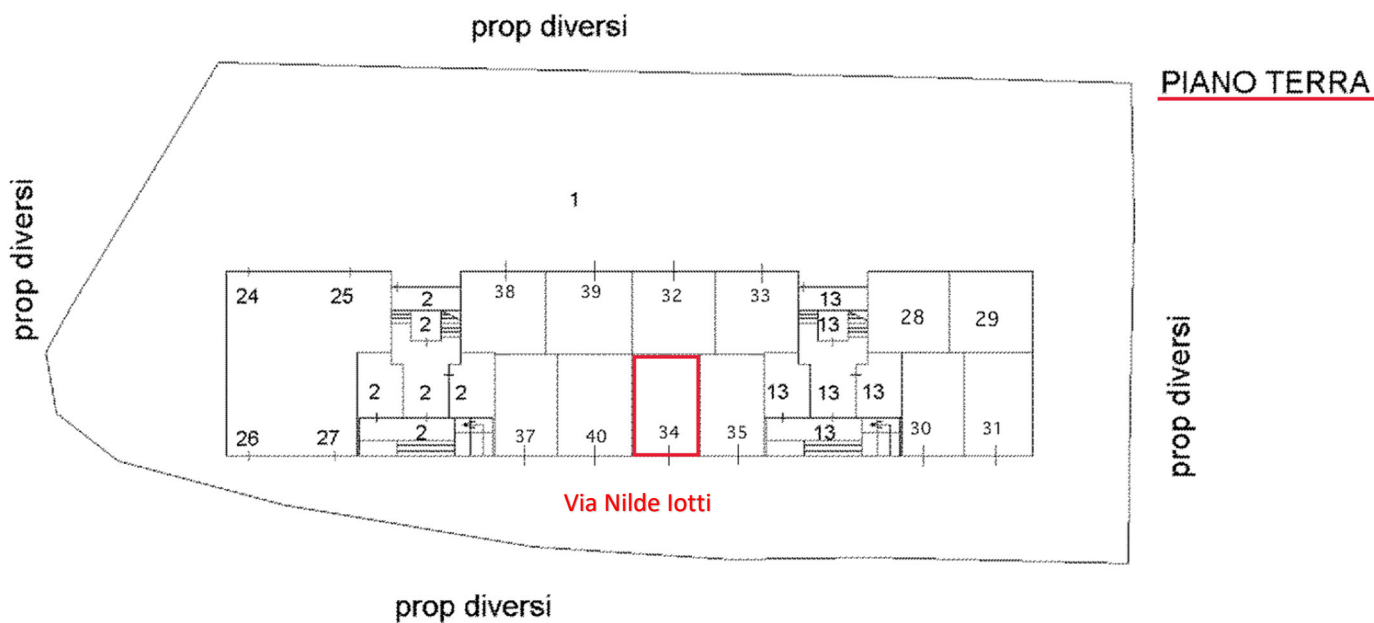 prop diversi
PIANO TERRA
prop diversi
1
24 25 2 38 39 32 33 13 28 29
2 13
prop diversi
2 2 2 13 13 13
26 27 2 37 40 34 35 13 30 31
Via Nilde Iotti
prop diversi